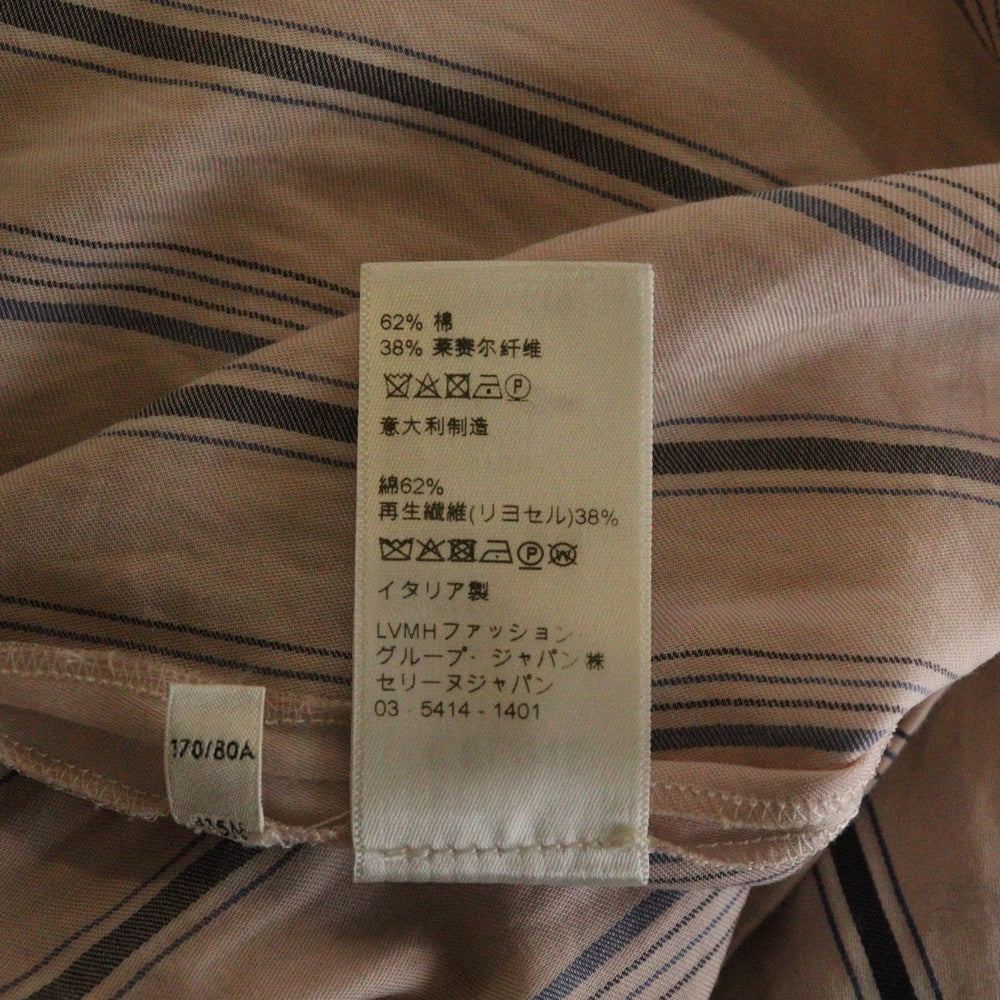 62% 棉
38% 莱赛尔纤维
意大利制造
綿62%
再生繊維(リヨセル)38%
イタリア製
LVMHファッション
グループ・ジャパン㈱
セリーヌジャパン
03 - 5414 - 1401
170/80A